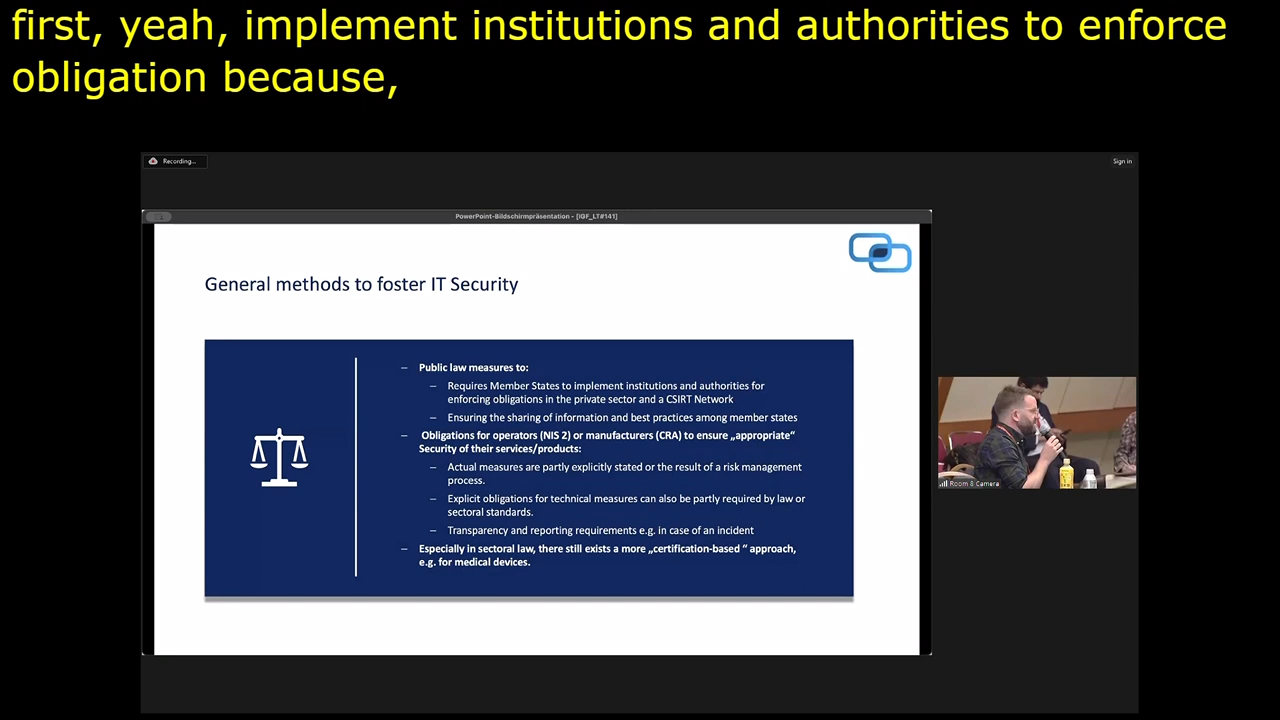 first, yeah, implement institutions and authorities to enforce
obligation because,
Recording...
Sign in
PowerPoint-Bildschirmpräsentation - [IGF_LT#141]
General methods to foster IT Security
– Public law measures to:
– Requires Member States to implement institutions and authorities for
enforcing obligations in the private sector and a CSIRT Network
– Ensuring the sharing of information and best practices among member states
– Obligations for operators (NIS 2) or manufacturers (CRA) to ensure „appropriate“
Security of their services/products:
– Actual measures are partly explicitly stated or the result of a risk management
process.
– Explicit obligations for technical measures can also be partly required by law or
sectoral standards.
– Transparency and reporting requirements e.g. in case of an incident
– Especially in sectoral law, there still exists a more „certification-based “ approach,
e.g. for medical devices.
Room 8 Camera